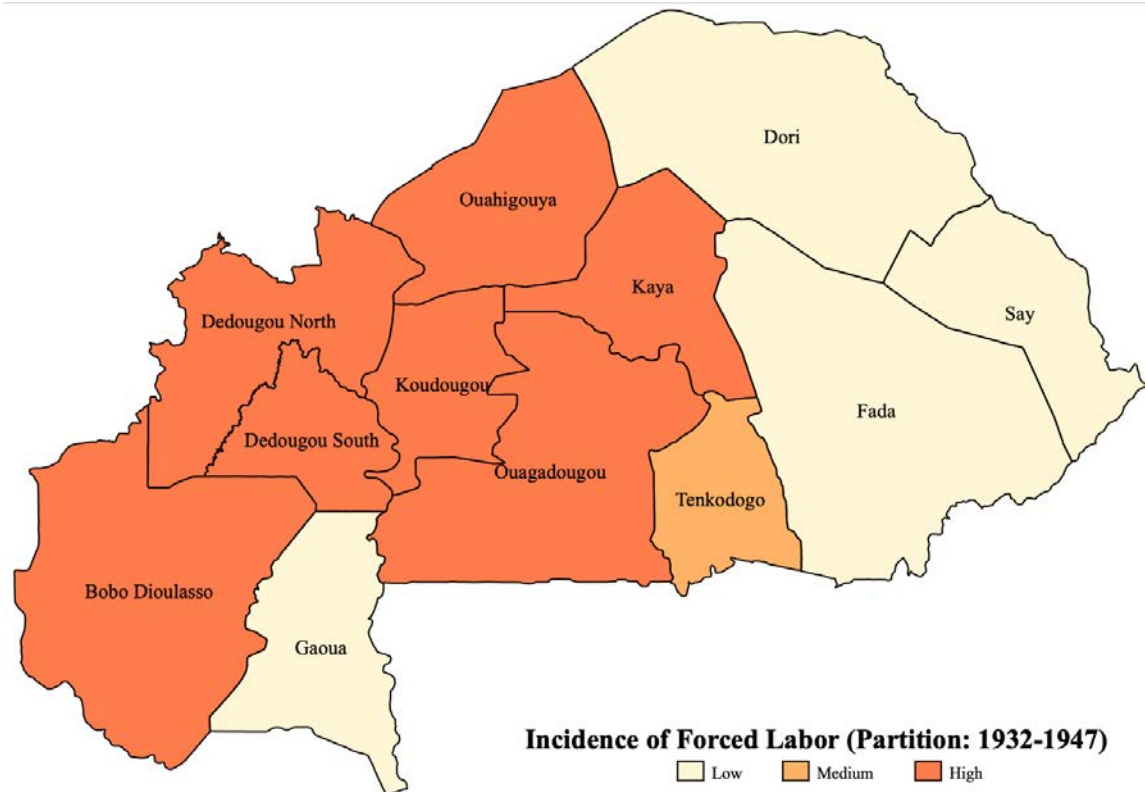 Dori
Ouahigouya
Kaya
Say
Dedougou North
Koudougou
Fada
Dedougou South
Ouagadougou
Tenkodogo
Bobo Dioulasso
Gaoua
Incidence of Forced Labor (Partition: 1932-1947)
Low Medium High